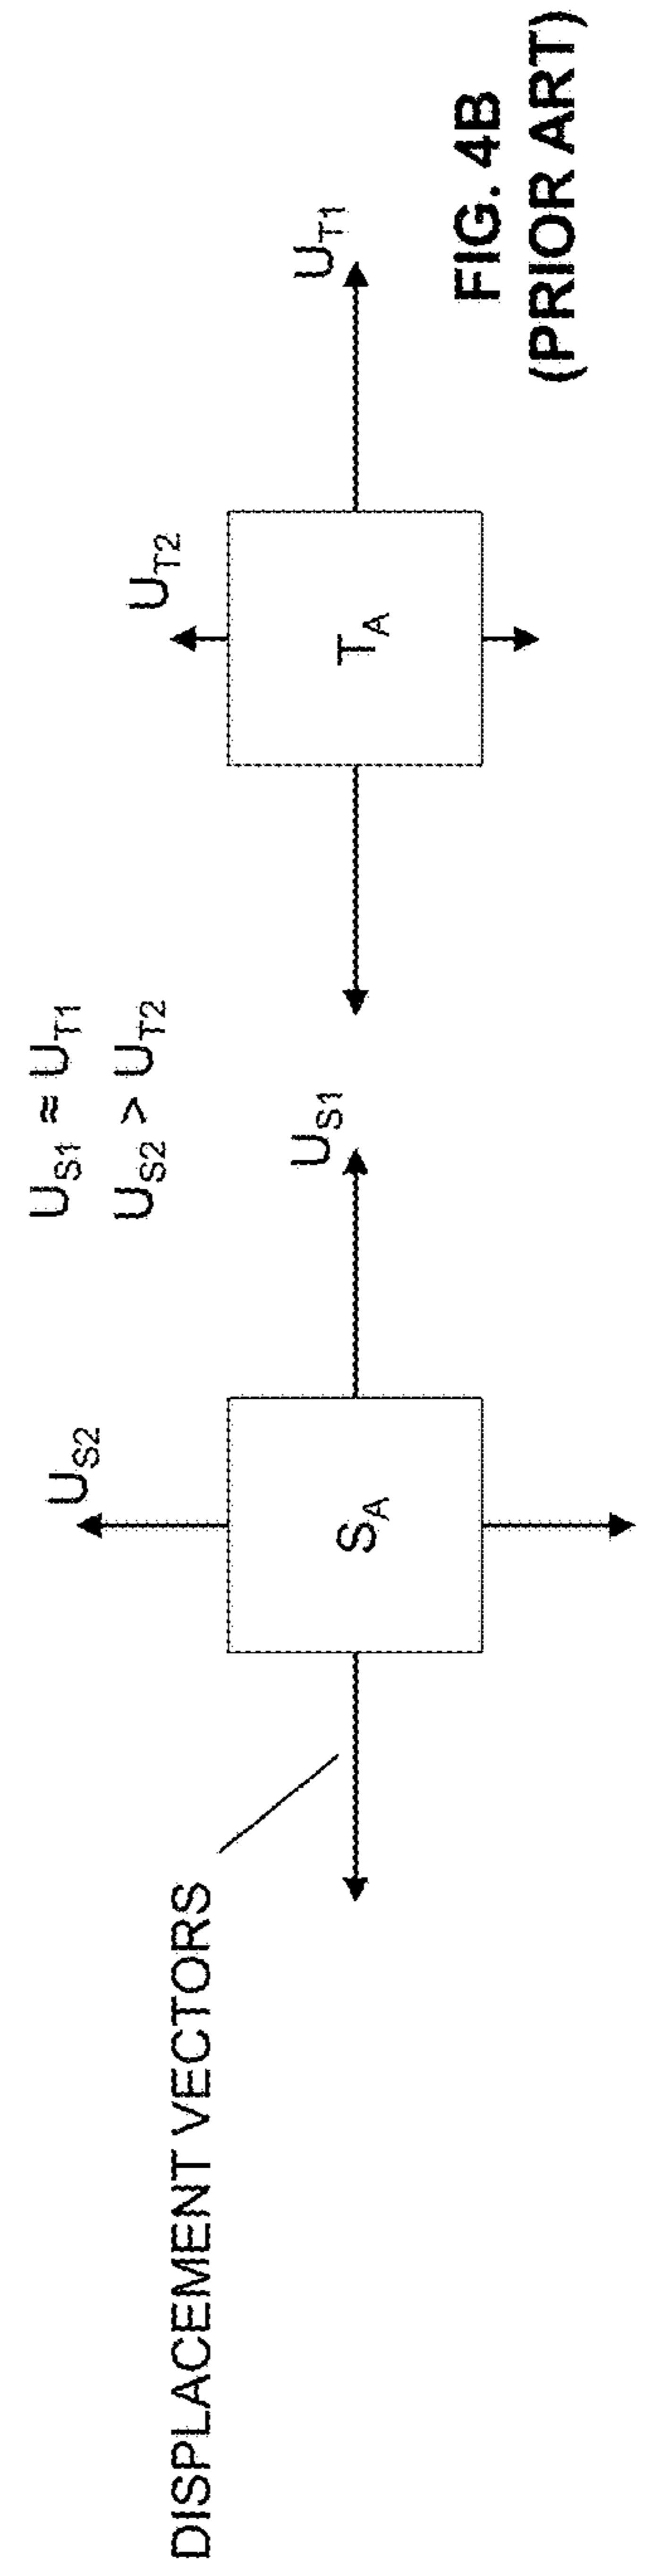 DISPLACEMENT VECTORS
U_S2
S_A
U_S1
U_S1 ≈ U_T1
U_S2 > U_T2
U_T2
T_A
U_T1
FIG. 4B
(PRIOR ART)